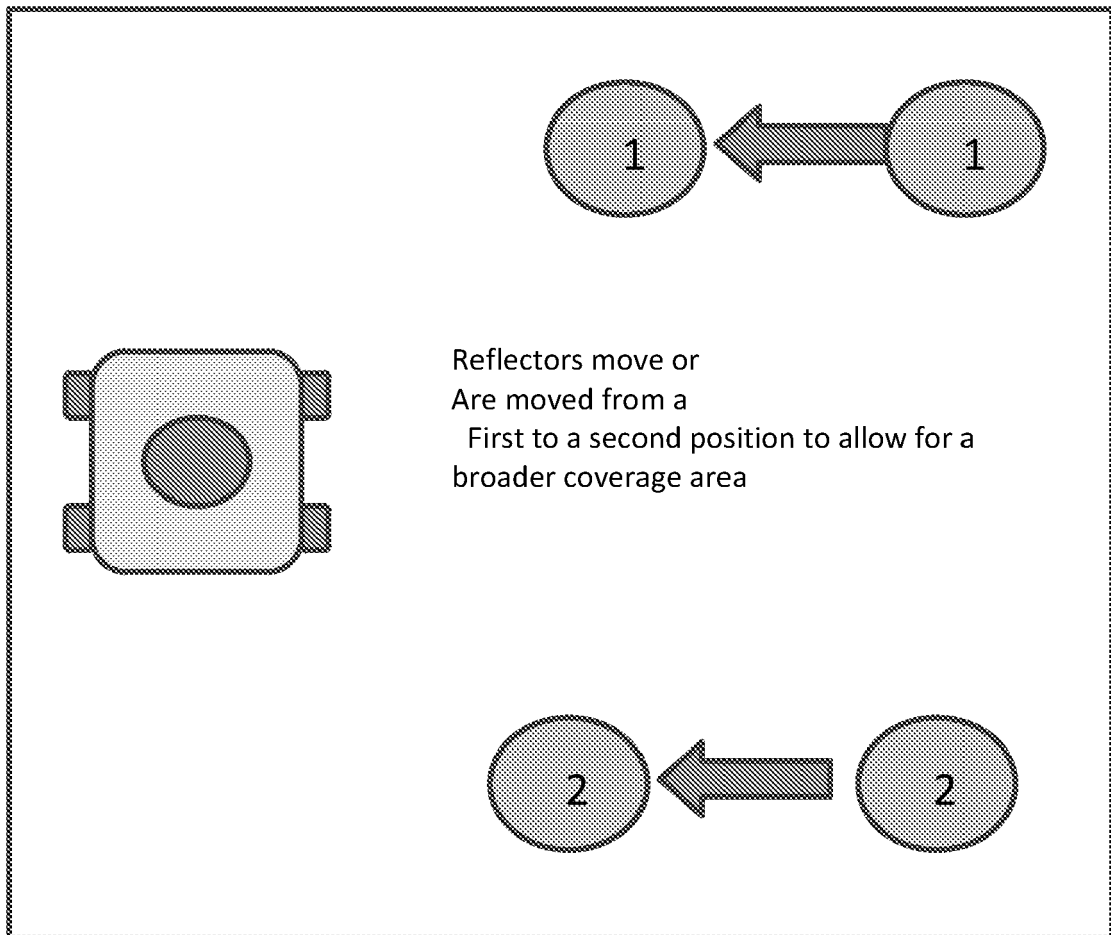 1 1
Reflectors move or
Are moved from a
First to a second position to allow for a
broader coverage area
2 2